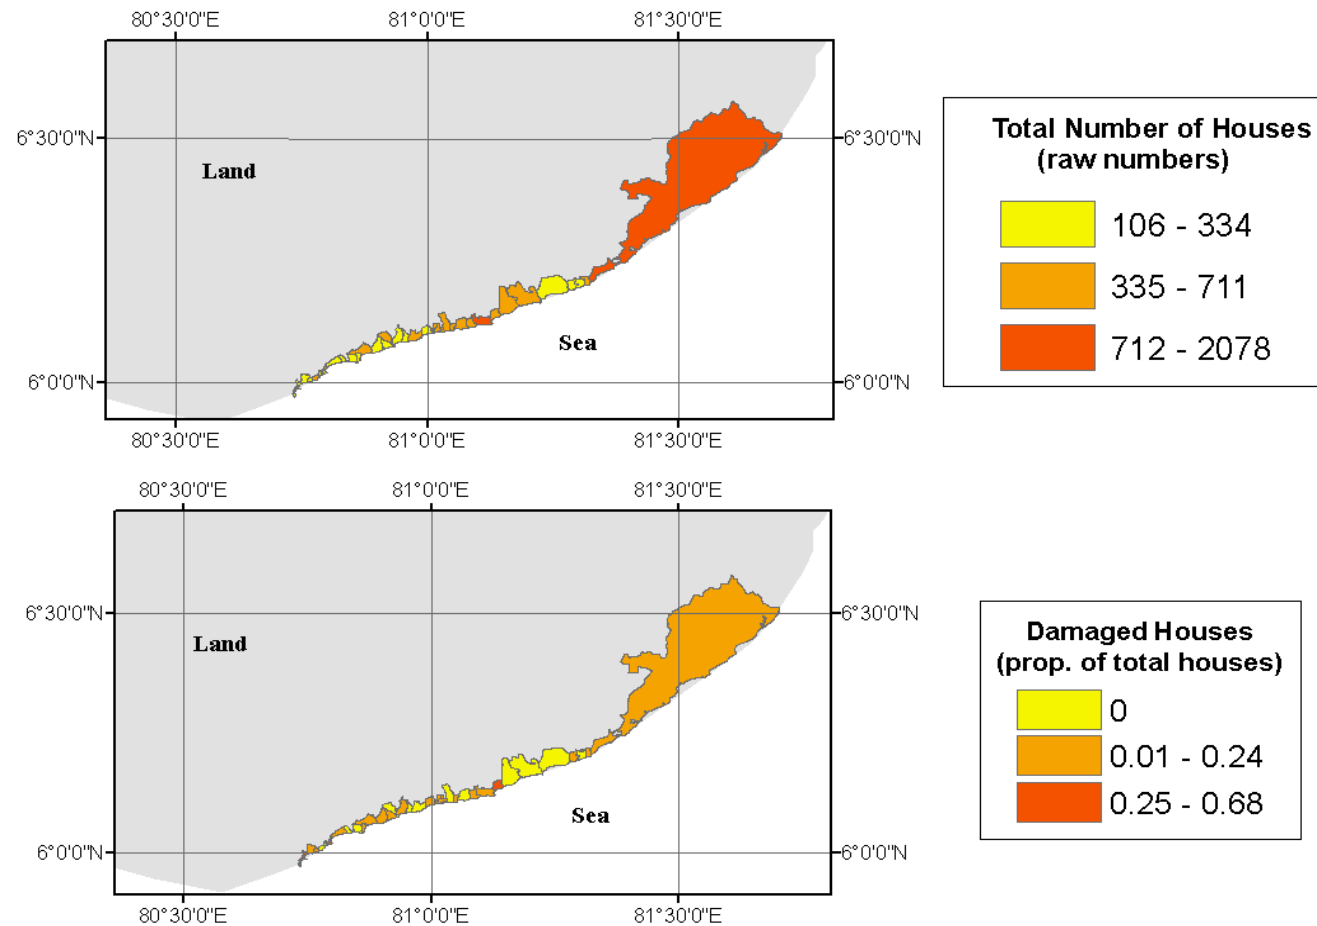 80°30'0"E 81°0'0"E 81°30'0"E
6°30'0"N 6°30'0"N
Land
Sea
6°0'0"N 6°0'0"N
80°30'0"E 81°0'0"E 81°30'0"E
Total Number of Houses
(raw numbers)
106 - 334
335 - 711
712 - 2078
80°30'0"E 81°0'0"E 81°30'0"E
6°30'0"N 6°30'0"N
Land
Sea
6°0'0"N 6°0'0"N
80°30'0"E 81°0'0"E 81°30'0"E
Damaged Houses
(prop. of total houses)
0
0.01 - 0.24
0.25 - 0.68